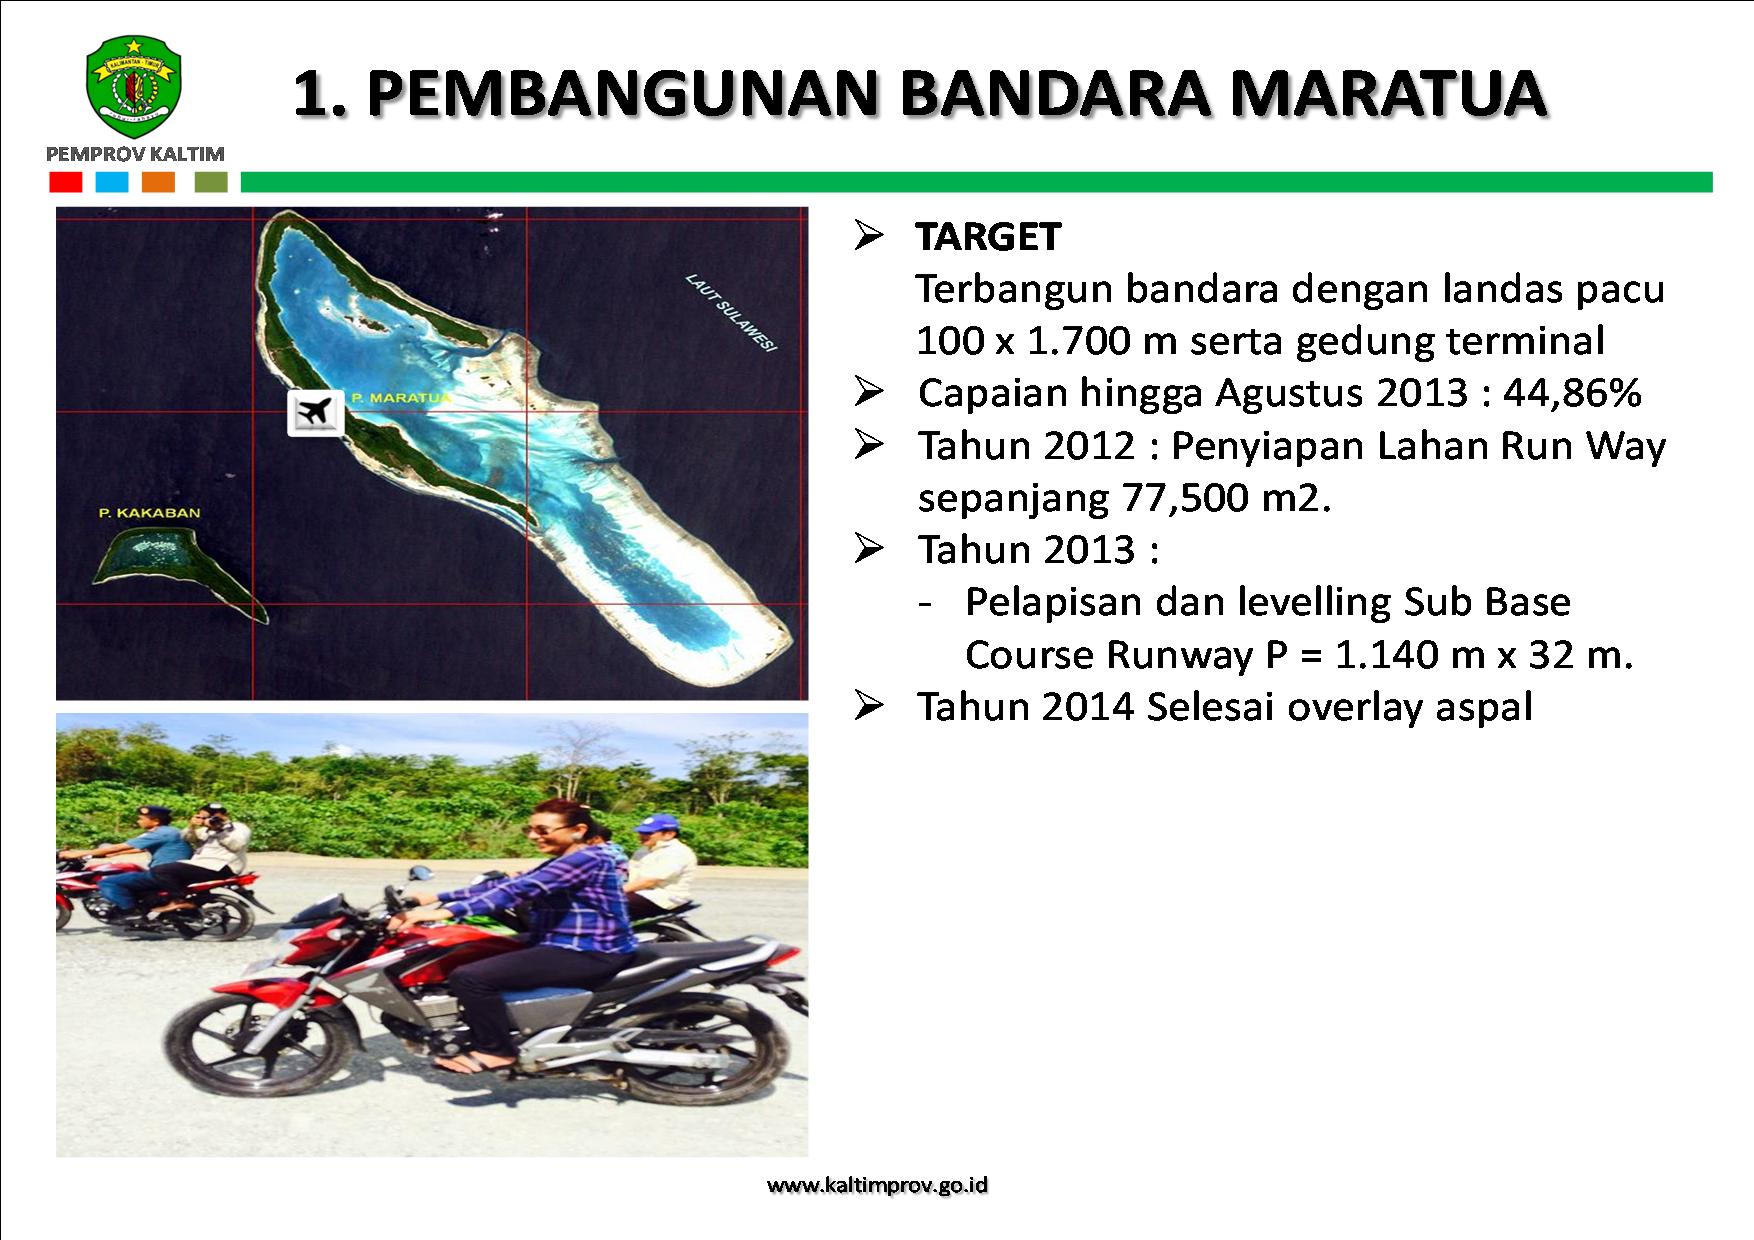 KALIMANTAN - TIMUR
PEMPROV KALTIM
1. PEMBANGUNAN BANDARA MARATUA
LAUT SULAWESI
P. MARATUA
P. KAKABAN
➢ TARGET
Terbangun bandara dengan landas pacu
100 x 1.700 m serta gedung terminal
➢ Capaian hingga Agustus 2013 : 44,86%
➢ Tahun 2012 : Penyiapan Lahan Run Way
sepanjang 77,500 m2.
➢ Tahun 2013 :
- Pelapisan dan levelling Sub Base
Course Runway P = 1.140 m x 32 m.
➢ Tahun 2014 Selesai overlay aspal
www.kaltimprov.go.id